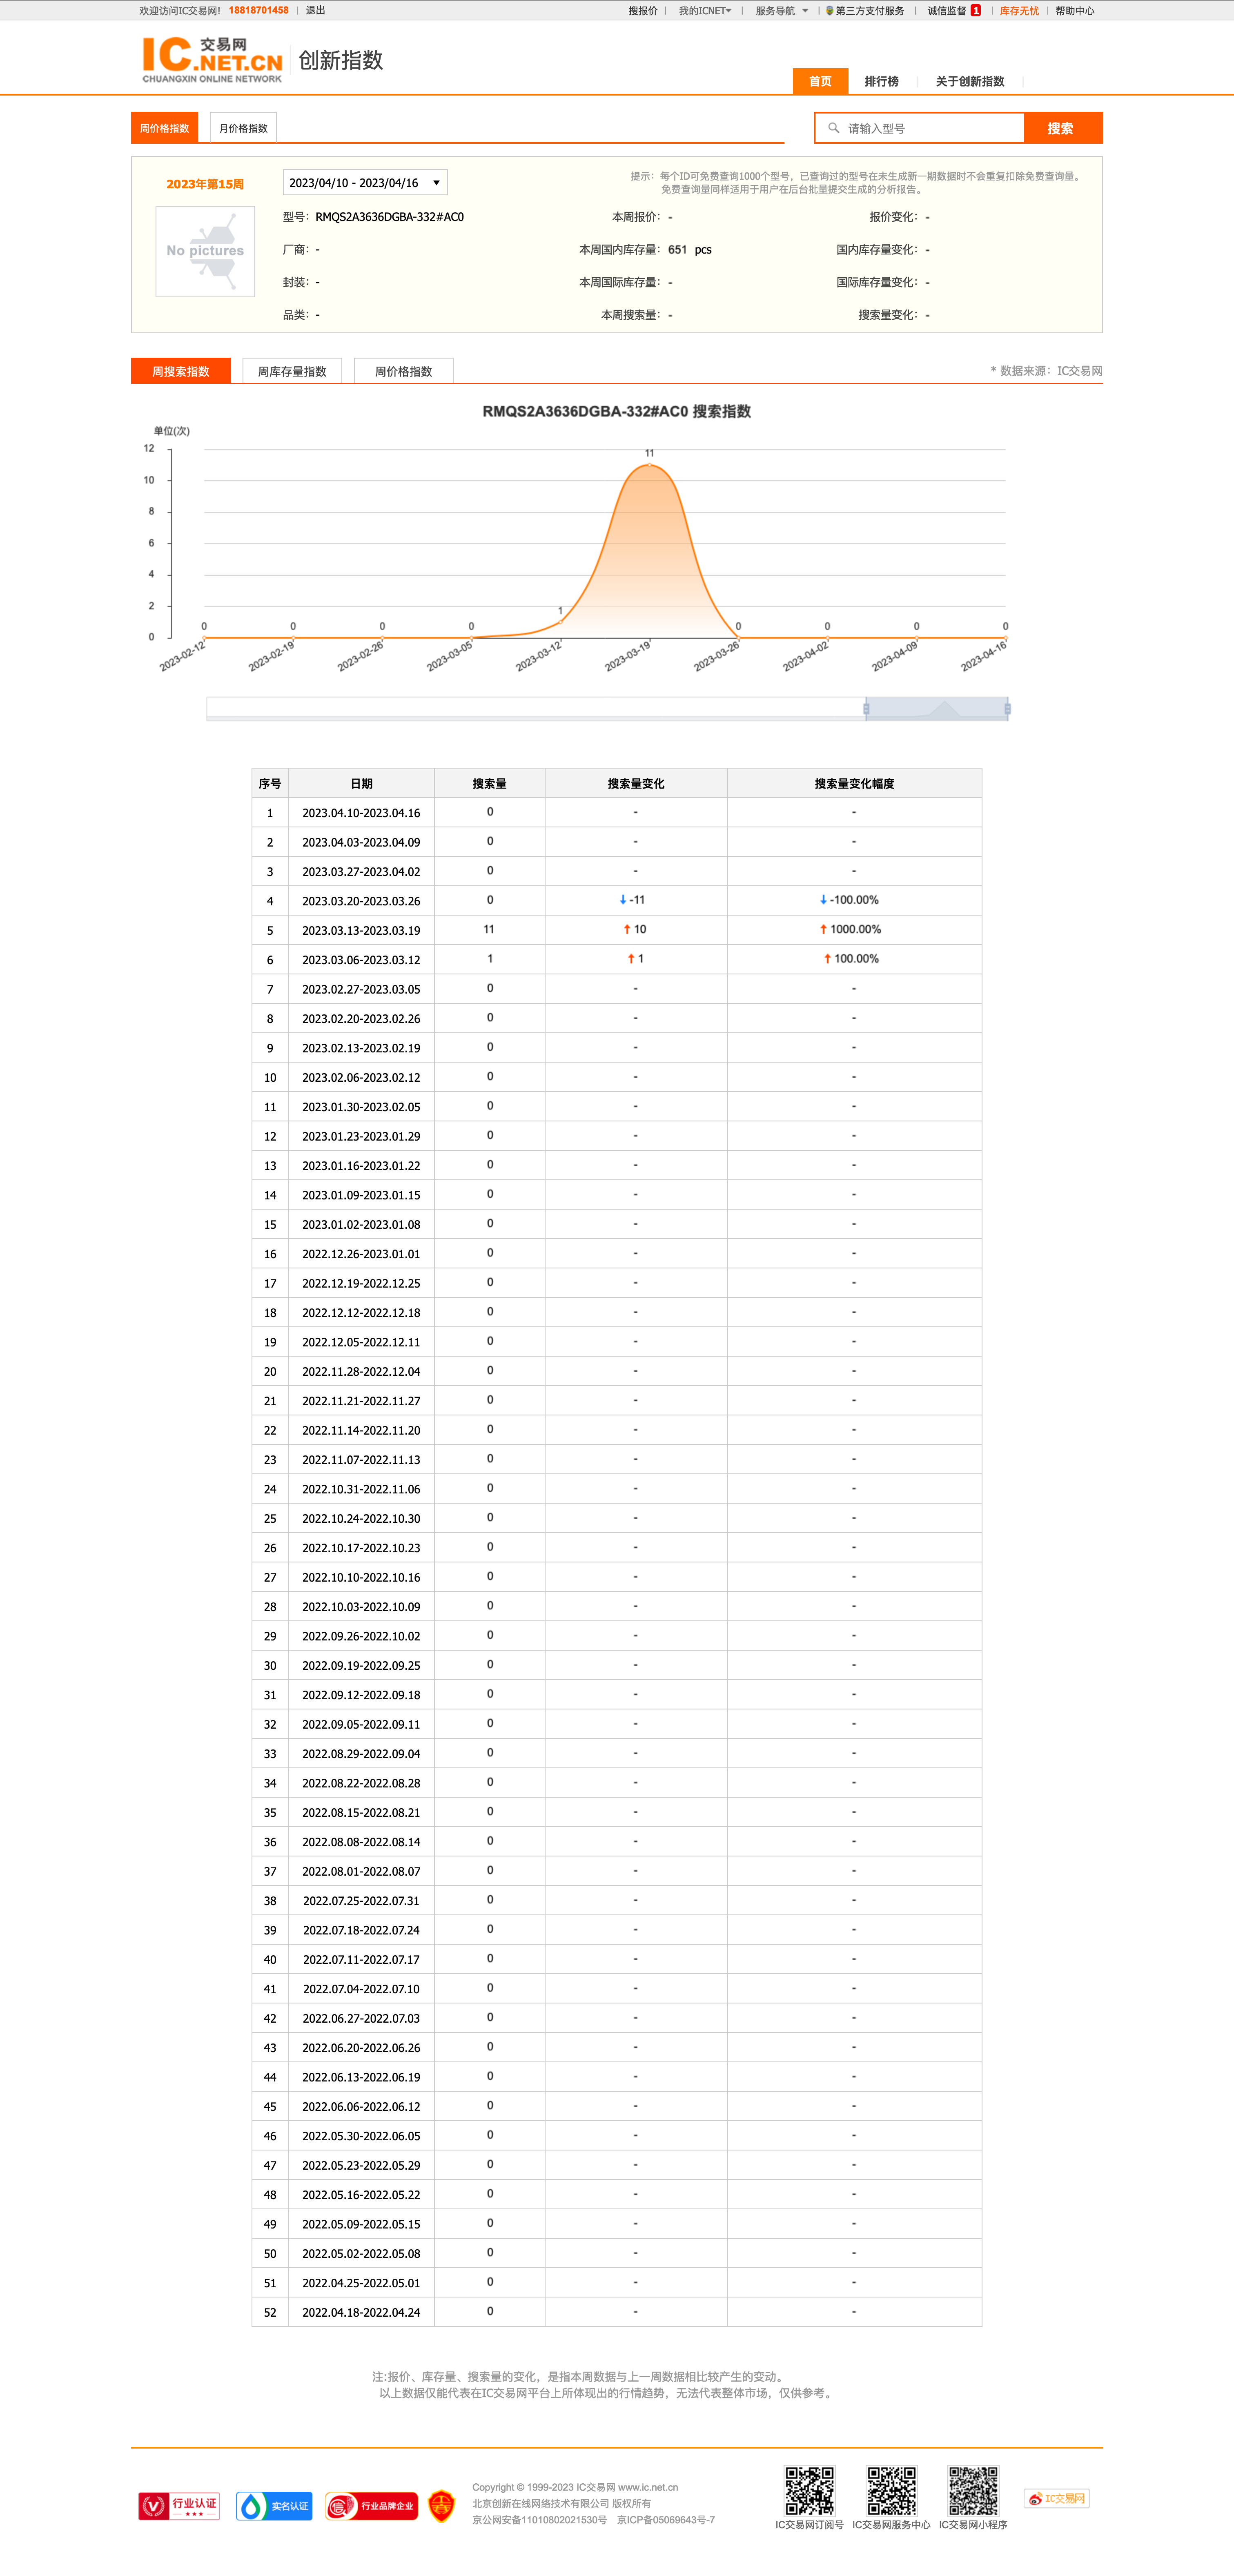 欢迎访问IC交易网! 18818701458 | 退出 搜报价 | 我的ICNET | 服务导航 | 第三方支付服务 | 诚信监督 1 | 库存无忧 | 帮助中心
IC 交易网
.NET.CN
CHUANGXIN ONLINE NETWORK
创新指数
首页 排行榜 关于创新指数
周价格指数 月价格指数 请输入型号 搜索
2023年第15周 2023/04/10 - 2023/04/16
提示：每个ID可免费查询1000个型号，已查询过的型号在未生成新一期数据时不会重复扣除免费查询量。
免费查询量同样适用于用户在后台批量提交生成的分析报告。
No pictures
型号：RMQS2A3636DGBA-332#AC0 本周报价：- 报价变化：-
厂商：- 本周国内库存量：651 pcs 国内库存量变化：-
封装：- 本周国际库存量：- 国际库存量变化：-
品类：- 本周搜索量：- 搜索量变化：-
周搜索指数 周库存量指数 周价格指数 * 数据来源：IC交易网
RMQS2A3636DGBA-332#AC0 搜索指数
单位(次)
12
10
8
6
4
2
0
0 0 0 0 1 11 0 0 0 0
2023-02-12 2023-02-19 2023-02-26 2023-03-05 2023-03-12 2023-03-19 2023-03-26 2023-04-02 2023-04-09 2023-04-16
序号 日期 搜索量 搜索量变化 搜索量变化幅度
1 2023.04.10-2023.04.16 0 - -
2 2023.04.03-2023.04.09 0 - -
3 2023.03.27-2023.04.02 0 - -
4 2023.03.20-2023.03.26 0 ↓ -11 ↓ -100.00%
5 2023.03.13-2023.03.19 11 ↑ 10 ↑ 1000.00%
6 2023.03.06-2023.03.12 1 ↑ 1 ↑ 100.00%
7 2023.02.27-2023.03.05 0 - -
8 2023.02.20-2023.02.26 0 - -
9 2023.02.13-2023.02.19 0 - -
10 2023.02.06-2023.02.12 0 - -
11 2023.01.30-2023.02.05 0 - -
12 2023.01.23-2023.01.29 0 - -
13 2023.01.16-2023.01.22 0 - -
14 2023.01.09-2023.01.15 0 - -
15 2023.01.02-2023.01.08 0 - -
16 2022.12.26-2023.01.01 0 - -
17 2022.12.19-2022.12.25 0 - -
18 2022.12.12-2022.12.18 0 - -
19 2022.12.05-2022.12.11 0 - -
20 2022.11.28-2022.12.04 0 - -
21 2022.11.21-2022.11.27 0 - -
22 2022.11.14-2022.11.20 0 - -
23 2022.11.07-2022.11.13 0 - -
24 2022.10.31-2022.11.06 0 - -
25 2022.10.24-2022.10.30 0 - -
26 2022.10.17-2022.10.23 0 - -
27 2022.10.10-2022.10.16 0 - -
28 2022.10.03-2022.10.09 0 - -
29 2022.09.26-2022.10.02 0 - -
30 2022.09.19-2022.09.25 0 - -
31 2022.09.12-2022.09.18 0 - -
32 2022.09.05-2022.09.11 0 - -
33 2022.08.29-2022.09.04 0 - -
34 2022.08.22-2022.08.28 0 - -
35 2022.08.15-2022.08.21 0 - -
36 2022.08.08-2022.08.14 0 - -
37 2022.08.01-2022.08.07 0 - -
38 2022.07.25-2022.07.31 0 - -
39 2022.07.18-2022.07.24 0 - -
40 2022.07.11-2022.07.17 0 - -
41 2022.07.04-2022.07.10 0 - -
42 2022.06.27-2022.07.03 0 - -
43 2022.06.20-2022.06.26 0 - -
44 2022.06.13-2022.06.19 0 - -
45 2022.06.06-2022.06.12 0 - -
46 2022.05.30-2022.06.05 0 - -
47 2022.05.23-2022.05.29 0 - -
48 2022.05.16-2022.05.22 0 - -
49 2022.05.09-2022.05.15 0 - -
50 2022.05.02-2022.05.08 0 - -
51 2022.04.25-2022.05.01 0 - -
52 2022.04.18-2022.04.24 0 - -
注:报价、库存量、搜索量的变化，是指本周数据与上一周数据相比较产生的变动。
以上数据仅能代表在IC交易网平台上所体现出的行情趋势，无法代表整体市场，仅供参考。
行业认证 实名认证 信 行业品牌企业
Copyright © 1999-2023 IC交易网 www.ic.net.cn
北京创新在线网络技术有限公司 版权所有
京公网安备11010802021530号 京ICP备05069643号-7
IC交易网订阅号 IC交易网服务中心 IC交易网小程序
IC交易网